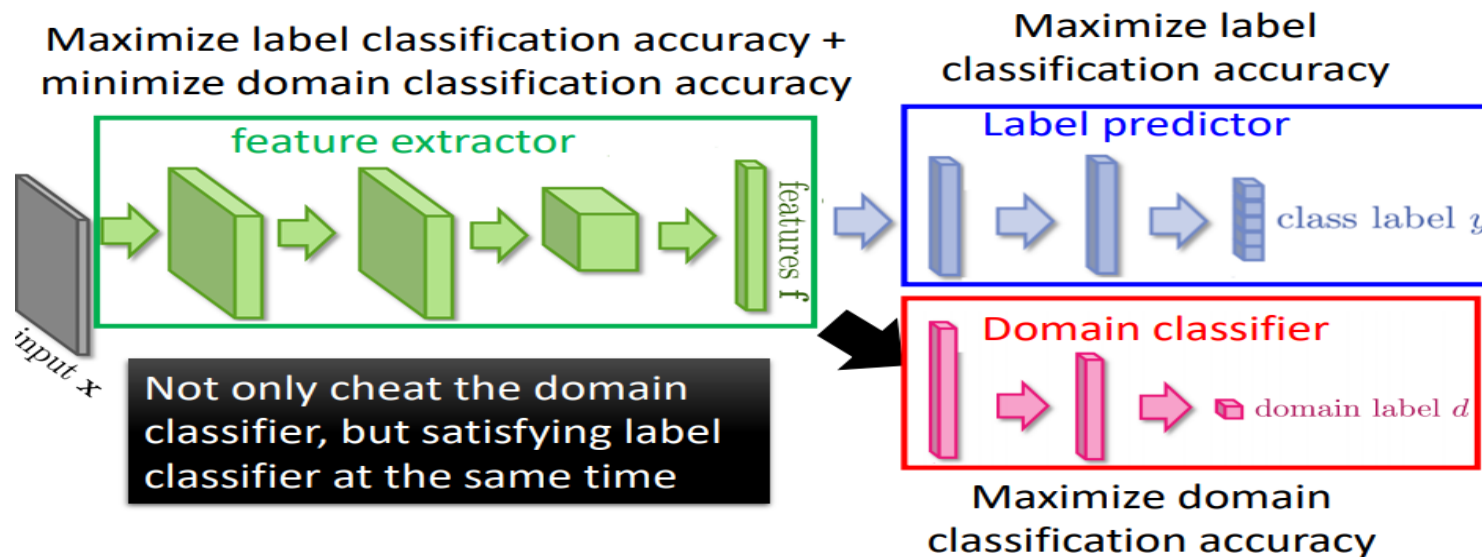 Maximize label classification accuracy +
minimize domain classification accuracy
Maximize label
classification accuracy
feature extractor
input x
features f
Label predictor
class label y
Domain classifier
domain label d
Not only cheat the domain
classifier, but satisfying label
classifier at the same time
Maximize domain
classification accuracy